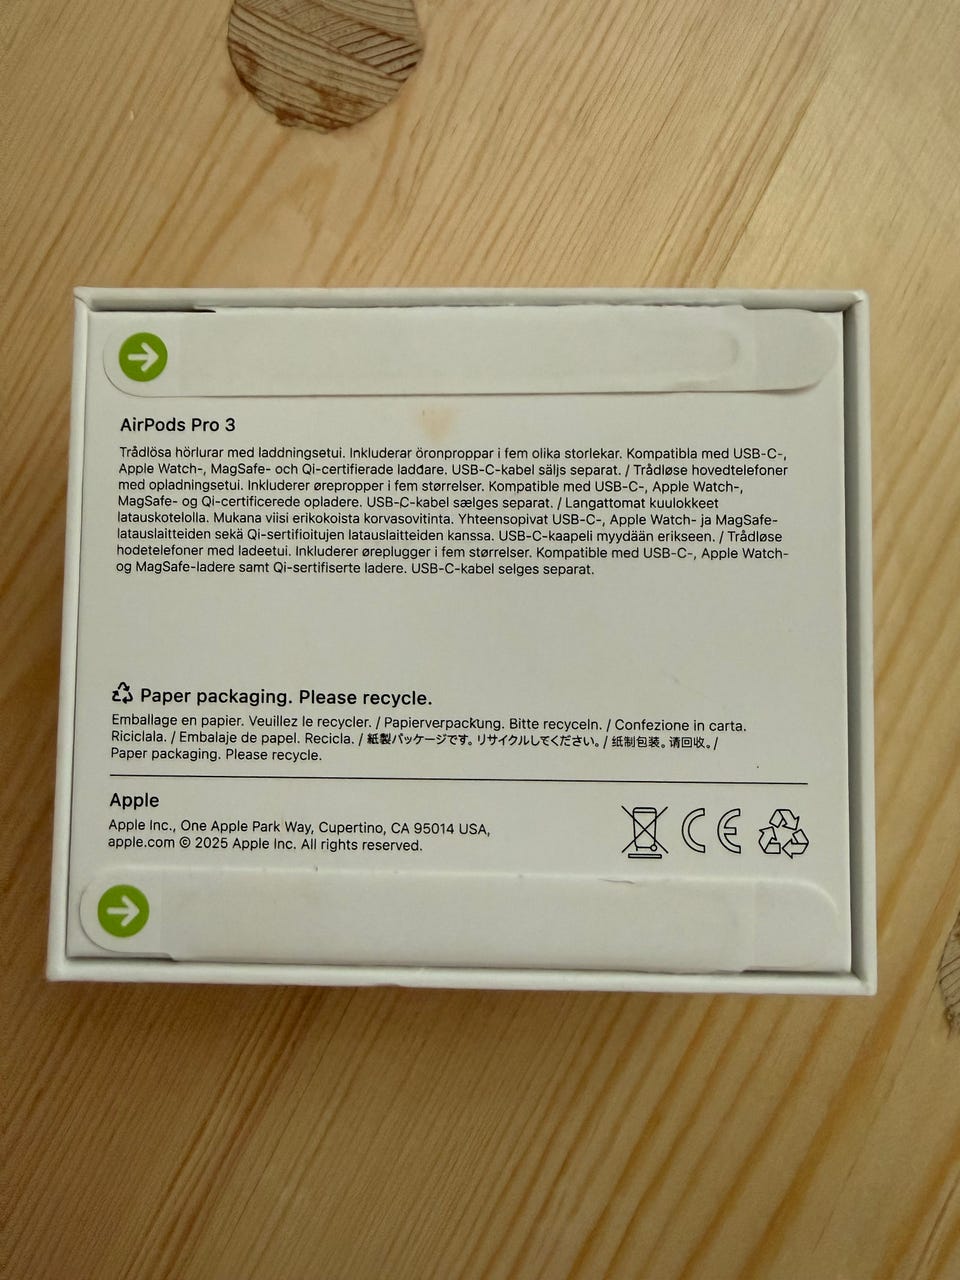 AirPods Pro 3
Trådlösa hörlurar med laddningsetui. Inkluderar öronproppar i fem olika storlekar. Kompatibla med USB-C-,
Apple Watch-, MagSafe- och Qi-certifierade laddare. USB-C-kabel säljs separat. / Trådløse hovedtelefoner
med opladningsetui. Inkluderer ørepropper i fem størrelser. Kompatible med USB-C-, Apple Watch-,
MagSafe- og Qi-certificerede opladere. USB-C-kabel sælges separat. / Langattomat kuulokkeet
latauskotelolla. Mukana viisi erikokoista korvasovitinta. Yhteensopivat USB-C-, Apple Watch- ja MagSafe-
latauslaitteiden sekä Qi-sertifioitujen latauslaitteiden kanssa. USB-C-kaapeli myydään erikseen. / Trådløse
hodetelefoner med ladeetui. Inkluderer øreplugger i fem størrelser. Kompatible med USB-C-, Apple Watch-
og MagSafe-ladere samt Qi-sertifiserte ladere. USB-C-kabel selges separat.
Paper packaging. Please recycle.
Emballage en papier. Veuillez le recycler. / Papierverpackung. Bitte recyceln. / Confezione in carta.
Riciclala. / Embalaje de papel. Recicla. / 紙製パッケージです。リサイクルしてください。/ 纸制包装。请回收。/
Paper packaging. Please recycle.
Apple
Apple Inc., One Apple Park Way, Cupertino, CA 95014 USA,
apple.com © 2025 Apple Inc. All rights reserved.
CE